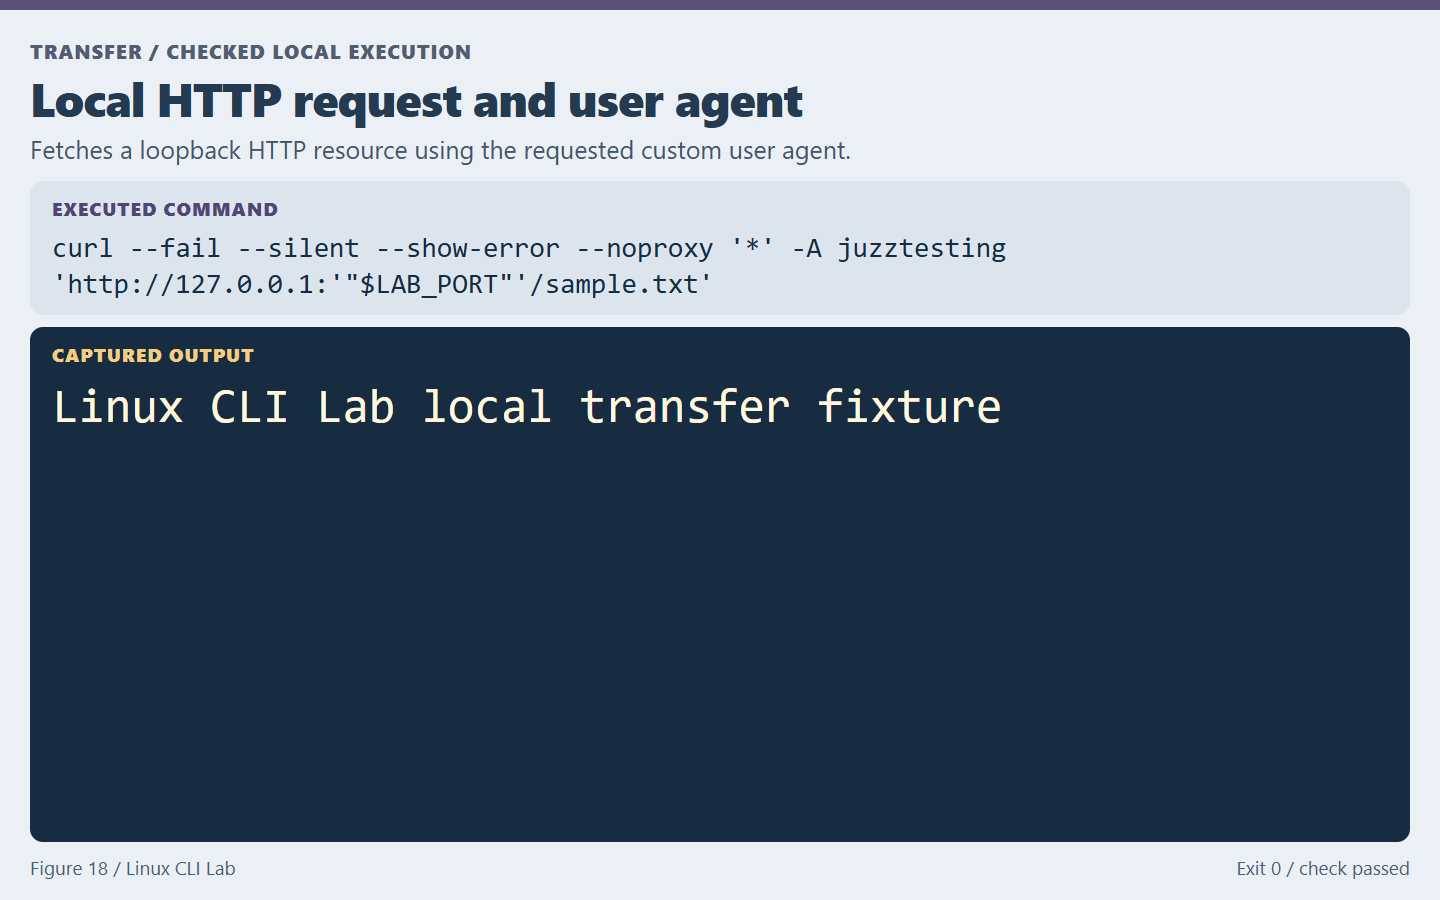 TRANSFER / CHECKED LOCAL EXECUTION
Local HTTP request and user agent
Fetches a loopback HTTP resource using the requested custom user agent.
EXECUTED COMMAND
curl --fail --silent --show-error --noproxy '*' -A juzztesting
'http://127.0.0.1:'"$LAB_PORT"'/sample.txt'
CAPTURED OUTPUT
Linux CLI Lab local transfer fixture
Figure 18 / Linux CLI Lab
Exit 0 / check passed